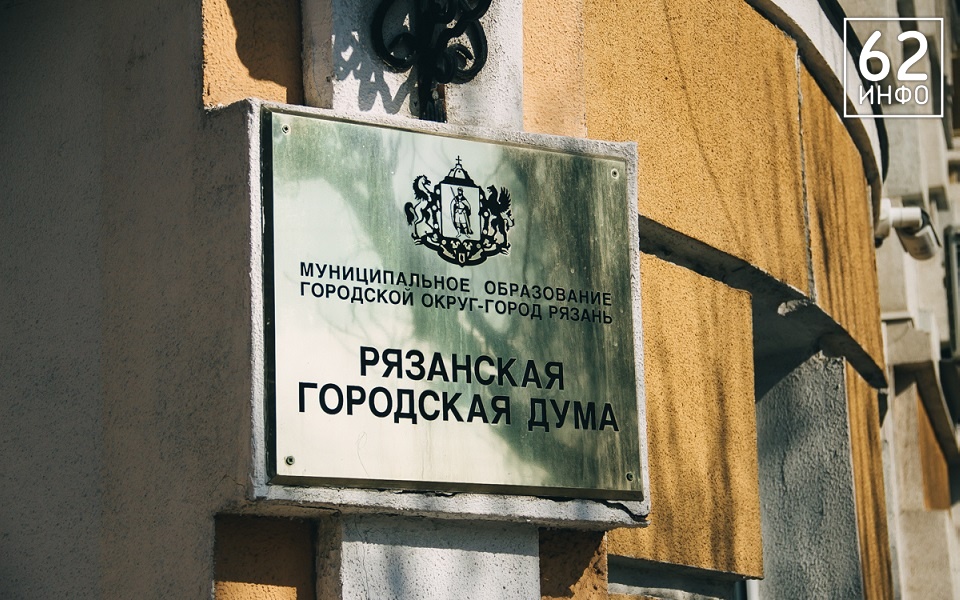 62
ИНФО
МУНИЦИПАЛЬНОЕ ОБРАЗОВАНИЕ
ГОРОДСКОЙ ОКРУГ-ГОРОД РЯЗАНЬ
РЯЗАНСКАЯ
ГОРОДСКАЯ ДУМА